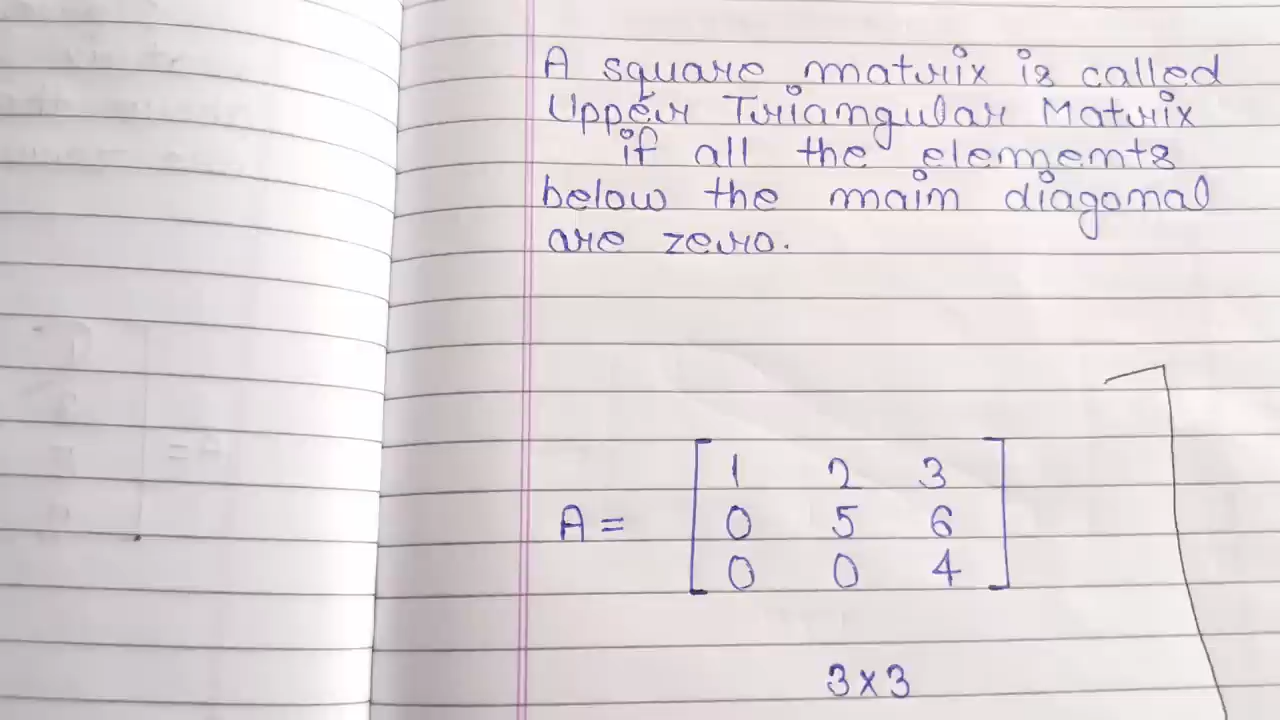 A square matrix is called
Upper Triangular Matrix
if all the elements
below the main diagonal
are zero.
A = [ 1 2 3
0 5 6
0 0 4 ]
3x3